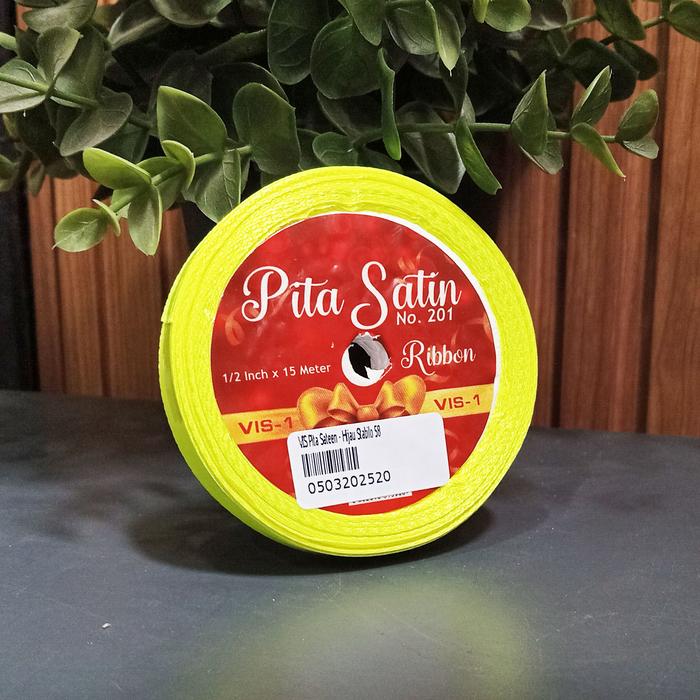 Pita Satin
No. 201
Ribbon
1/2 Inch x 15 Meter
VIS-1
VIS-1
VIS Pita Sateen - Hijau Stabilo 58
0503202520